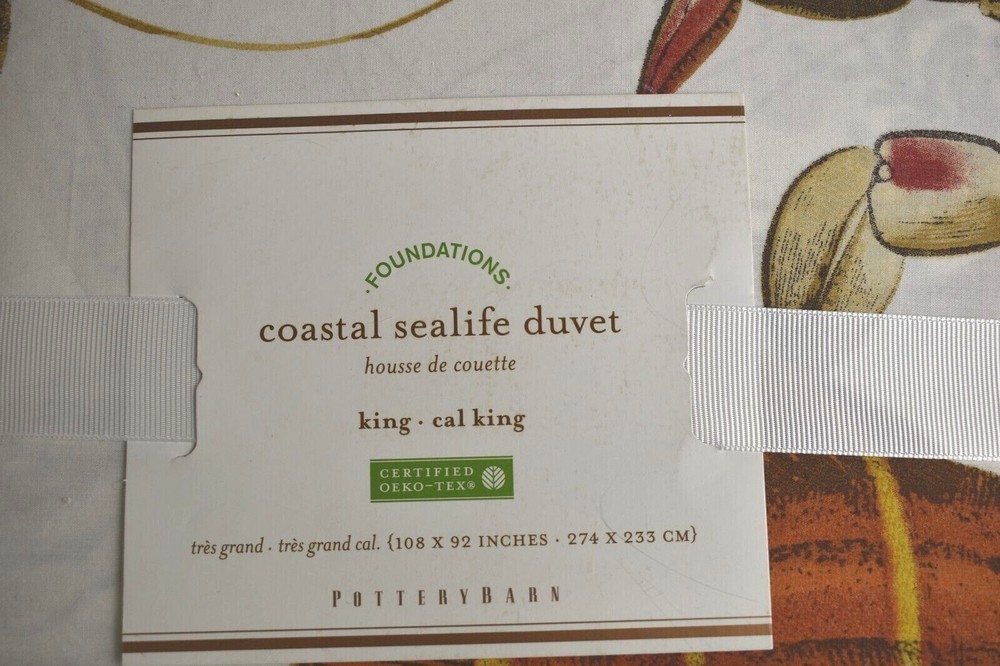 ·FOUNDATIONS·
coastal sealife duvet
housse de couette
king · cal king
CERTIFIED
OEKO-TEX®
très grand · très grand cal. {108 X 92 INCHES · 274 X 233 CM}
POTTERYBARN